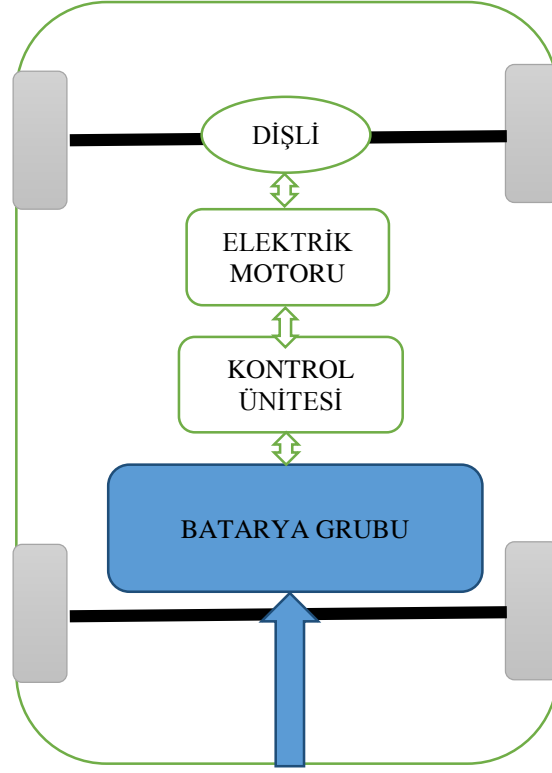 DİŞLİ
ELEKTRİK
MOTORU
KONTROL
ÜNİTESİ
BATARYA GRUBU